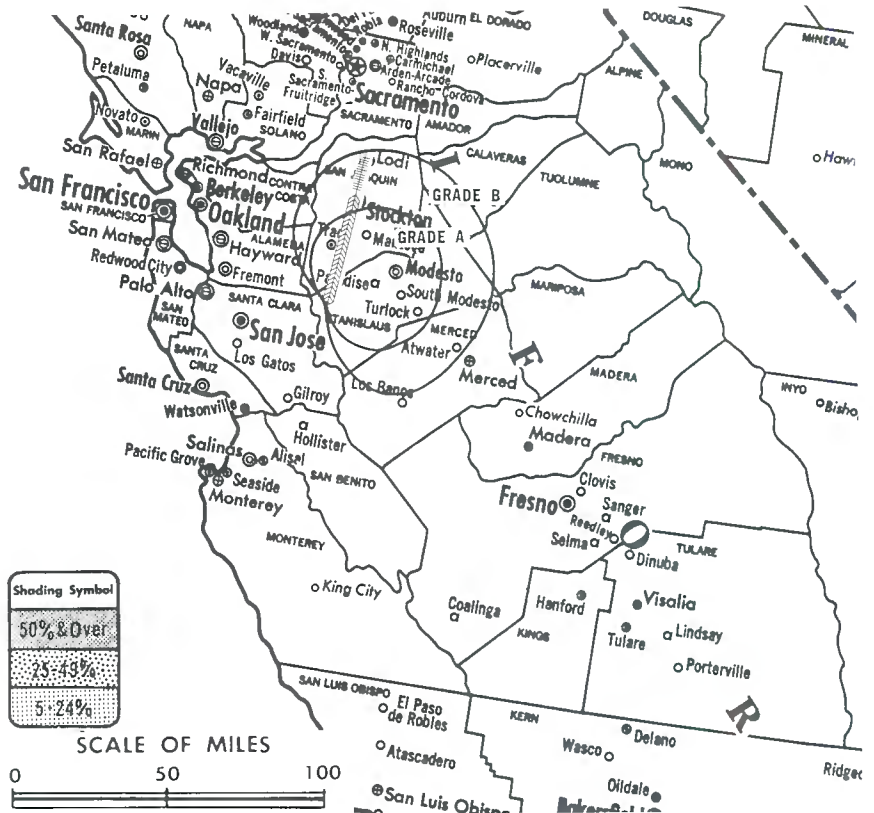 Santa Rosa
NAPA
Auburn
EL DORADO
Roseville
DOUGLAS
MINERAL
Woodland
W. Sacramento
Davis
N. Highlands
Carmichael
Arden-Arcade
Rancho-Cordova
Placerville
Petaluma
Vacaville
Napa
S.
Sacramento-
Fruitridge
Sacramento
ALPINE
Novato
MARIN
Vallejo
Fairfield
SOLANO
SACRAMENTO
AMADOR
San Rafael
Richmond
CONTRA
COSTA
Berkeley
Lodi
CALAVERAS
TUOLUMNE
MONO
San Francisco
SAN FRANCISCO
Oakland
ALAMEDA
GRADE B
Stockton
GRADE A
San Mateo
Hayward
Redwood City
Fremont
Modesto
South Modesto
Turlock
Palo Alto
SAN
MATEO
SANTA CLARA
San Jose
STANISLAUS
MERCED
Atwater
MARIPOSA
Los Gatos
SANTA
CRUZ
Merced
F
MADERA
INYO
Santa Cruz
Gilroy
Los Banos
Watsonville
Hollister
Chowchilla
Madera
Salinas
Alisal
Pacific Grove
Seaside
Monterey
SAN BENITO
FRESNO
Clovis
Fresno
Sanger
Reedley
Selma
Dinuba
TULARE
MONTEREY
King City
Coalinga
Hanford
KINGS
Visalia
Tulare
Lindsay
Porterville
Shading Symbol
50% & Over
25-49%
5-24%
SAN LUIS OBISPO
El Paso
de Robles
KERN
R
Delano
Wasco
Atascadero
Oildale
San Luis Obispo
SCALE OF MILES
0 50 100